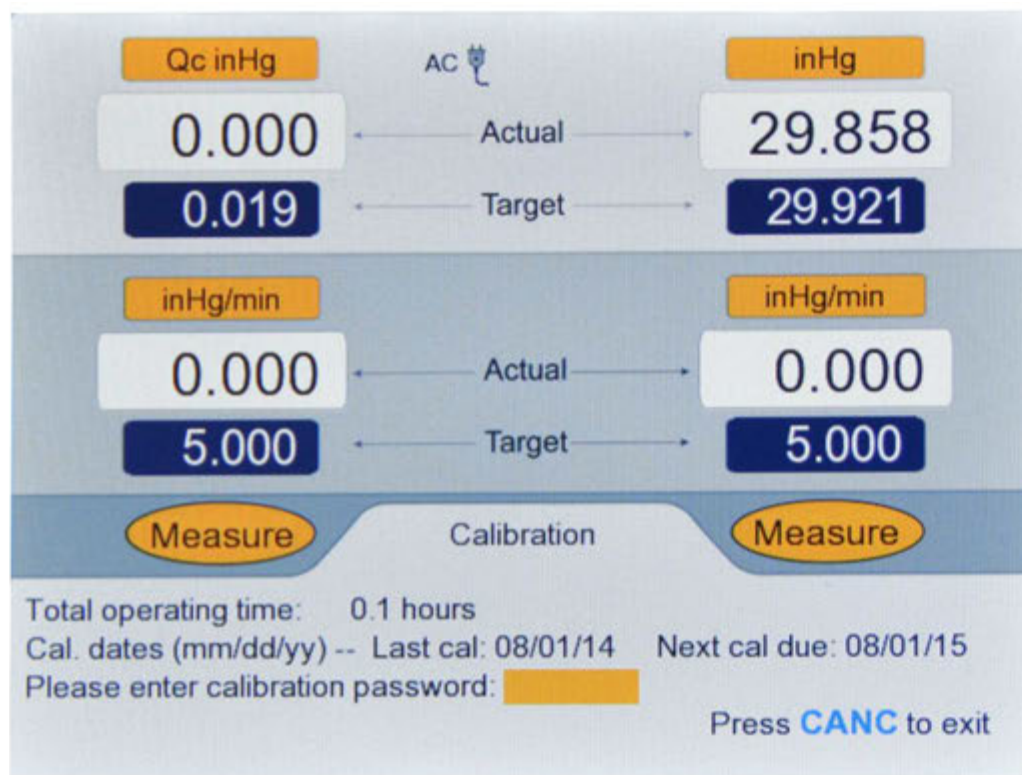 Qc inHg AC inHg
0.000 Actual 29.858
0.019 Target 29.921
inHg/min inHg/min
0.000 Actual 0.000
5.000 Target 5.000
Measure Calibration Measure
Total operating time: 0.1 hours
Cal. dates (mm/dd/yy) -- Last cal: 08/01/14 Next cal due: 08/01/15
Please enter calibration password:
Press CANC to exit